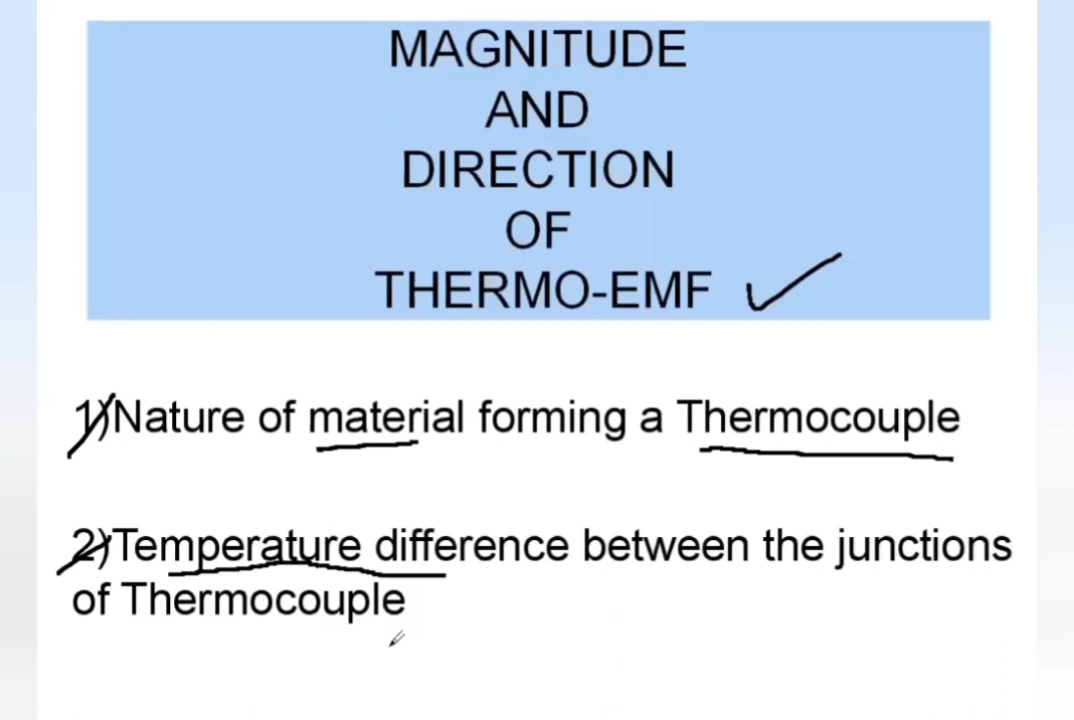 MAGNITUDE
AND
DIRECTION
OF
THERMO-EMF
1)Nature of material forming a Thermocouple
2)Temperature difference between the junctions
of Thermocouple